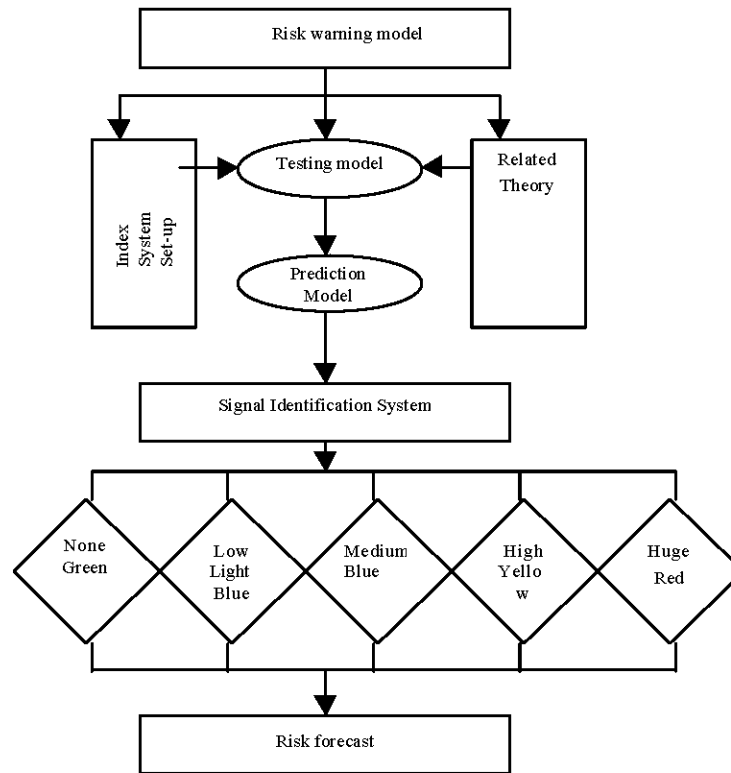 Risk warning model
Index
System
Set-up
Testing model
Related
Theory
Prediction
Model
Signal Identification System
None
Green
Low
Light
Blue
Medium
Blue
High
Yello
w
Huge
Red
Risk forecast